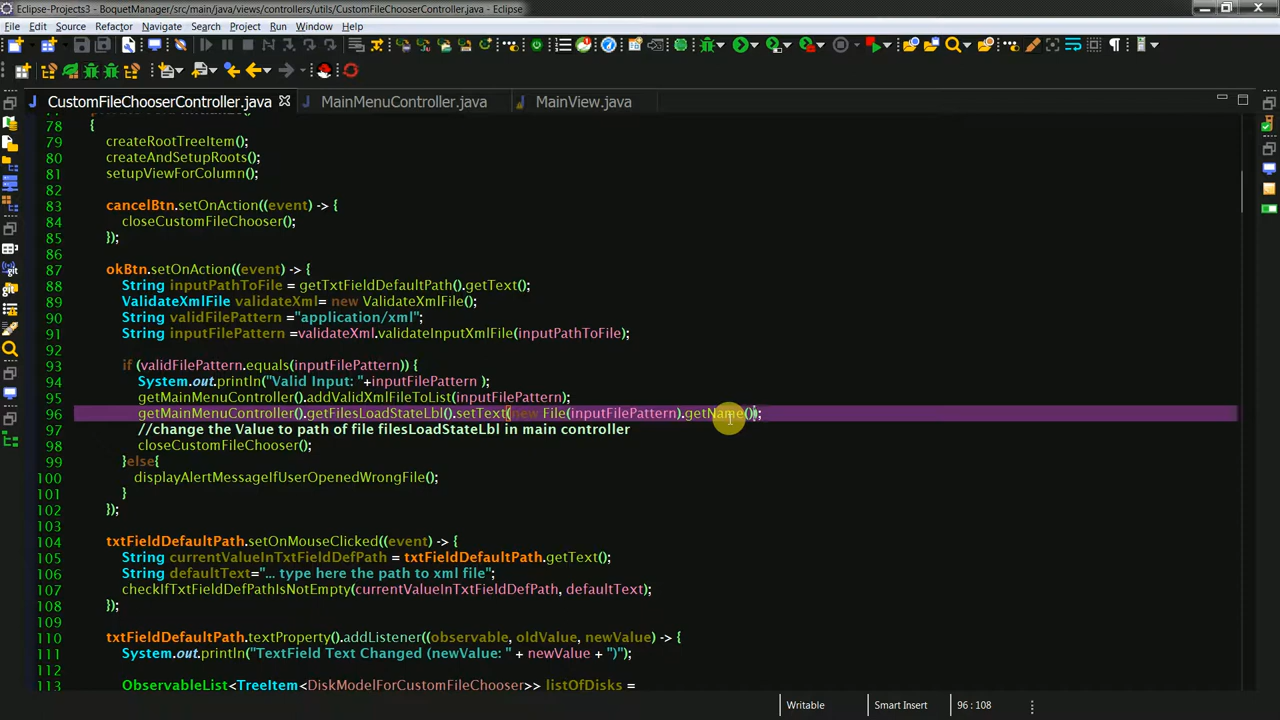 Eclipse-Projects3 - BoquetManager/src/main/java/views/controllers/utils/CustomFileChooserController.java - Eclipse
File Edit Source Refactor Navigate Search Project Run Window Help
CustomFileChooserController.java MainMenuController.java MainView.java
78 {
79 createRootTreeItem();
80 createAndSetupRoots();
81 setupViewForColumn();
82
83 cancelBtn.setOnAction((event) -> {
84 closeCustomFileChooser();
85 });
86
87 okBtn.setOnAction((event) -> {
88 String inputPathToFile = getTxtFieldDefaultPath().getText();
89 ValidateXmlFile validateXml= new ValidateXmlFile();
90 String validFilePattern ="application/xml";
91 String inputFilePattern =validateXml.validateInputXmlFile(inputPathToFile);
92
93 if (validFilePattern.equals(inputFilePattern)) {
94 System.out.println("Valid Input: "+inputFilePattern );
95 getMainMenuController().addValidXmlFileToList(inputFilePattern);
96 getMainMenuController().getFilesLoadStateLbl().setText(new File(inputFilePattern).getName());
97 //change the Value to path of file filesLoadStateLbl in main controller
98 closeCustomFileChooser();
99 }else{
100 displayAlertMessageIfUserOpenedWrongFile();
101 }
102 });
103
104 txtFieldDefaultPath.setOnMouseClicked((event) -> {
105 String currentValueInTxtFieldDefPath = txtFieldDefaultPath.getText();
106 String defaultText="... type here the path to xml file";
107 checkIfTxtFieldDefPathIsNotEmpty(currentValueInTxtFieldDefPath, defaultText);
108 });
109
110 txtFieldDefaultPath.textProperty().addListener((observable, oldValue, newValue) -> {
111 System.out.println("TextField Text Changed (newValue: " + newValue + ")");
112
113 ObservableList<TreeItem<DiskModelForCustomFileChooser>> listOfDisks =
Writable Smart Insert 96 : 108